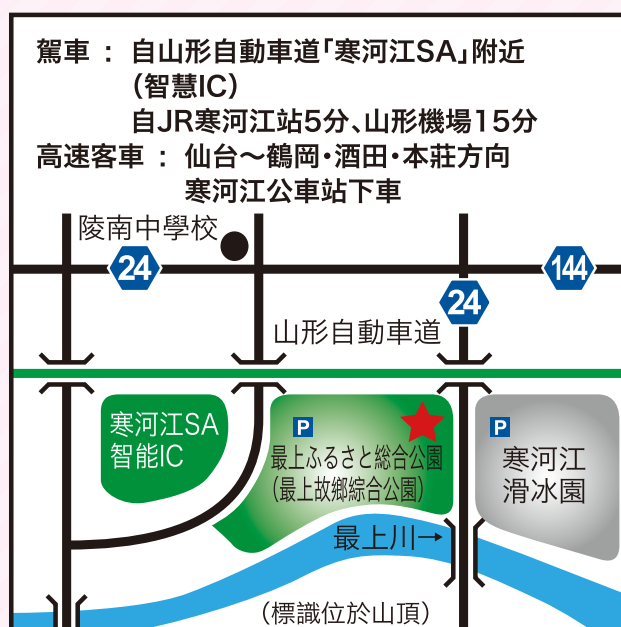 駕車 : 自山形自動車道「寒河江SA」附近
（智慧IC）
自JR寒河江站5分、山形機場15分
高速客車 : 仙台～鶴岡・酒田・本莊方向
寒河江公車站下車
陵南中學校
24
144
24
山形自動車道
寒河江SA
智能IC
P
最上ふるさと総合公園
（最上故鄉綜合公園）
P
寒河江
滑冰園
最上川→
（標識位於山頂）